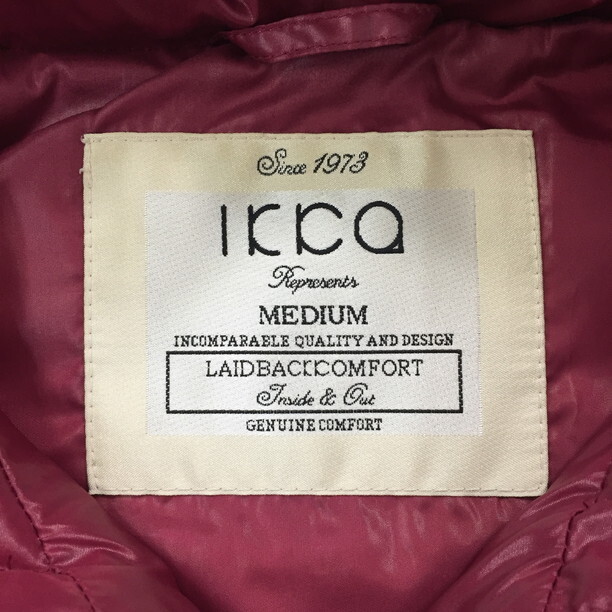 Since 1973
ikka
Represents
MEDIUM
INCOMPARABLE QUALITY AND DESIGN
LAIDBACKCOMFORT
Inside & Out
GENUINE COMFORT